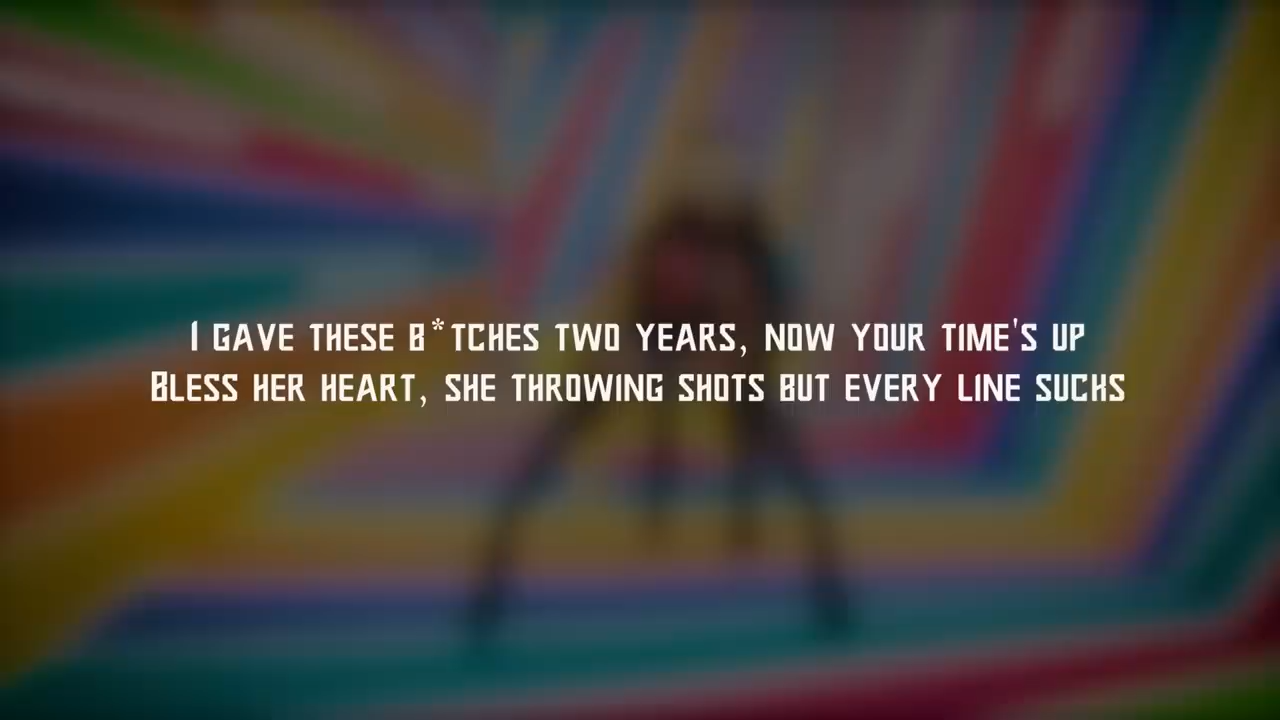 I GAVE THESE B*TCHES TWO YEARS, NOW YOUR TIME'S UP
BLESS HER HEART, SHE THROWING SHOTS BUT EVERY LINE SUCKS